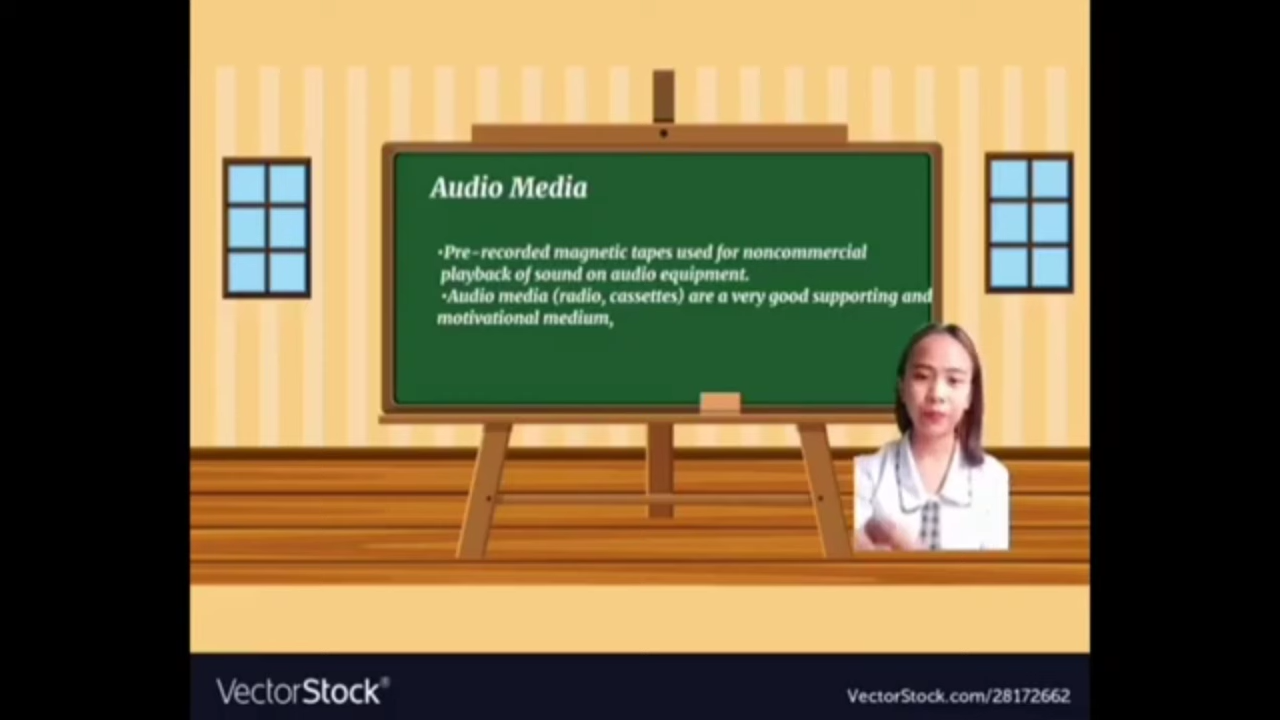 Audio Media
•Pre-recorded magnetic tapes used for noncommercial
playback of sound on audio equipment.
•Audio media (radio, cassettes) are a very good supporting and
motivational medium,
VectorStock®
VectorStock.com/28172662